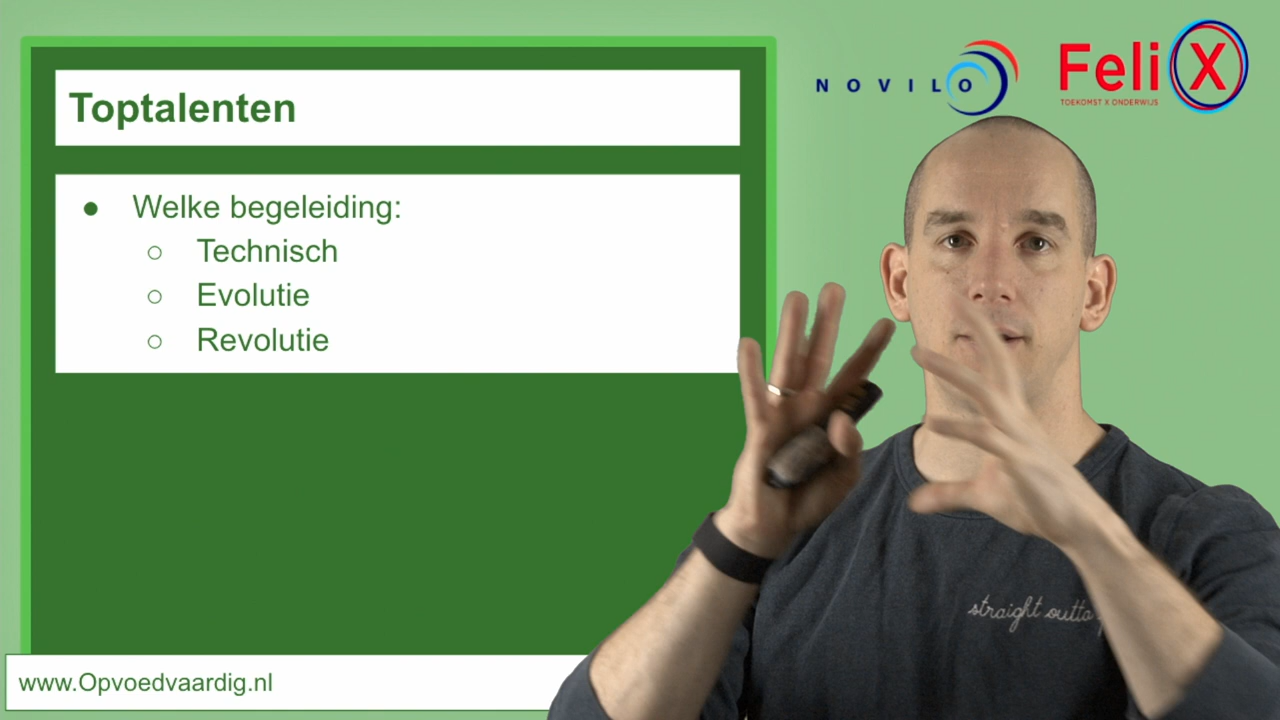 Toptalenten
NOVILO
FeliX
TOEKOMST X ONDERWIJS
● Welke begeleiding:
○ Technisch
○ Evolutie
○ Revolutie
straight outta
www.Opvoedvaardig.nl